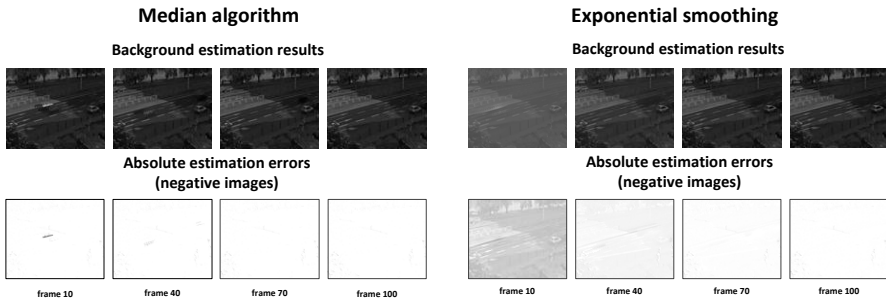 Median algorithm
Background estimation results
Absolute estimation errors
(negative images)
frame 10 frame 40 frame 70 frame 100
Exponential smoothing
Background estimation results
Absolute estimation errors
(negative images)
frame 10 frame 40 frame 70 frame 100